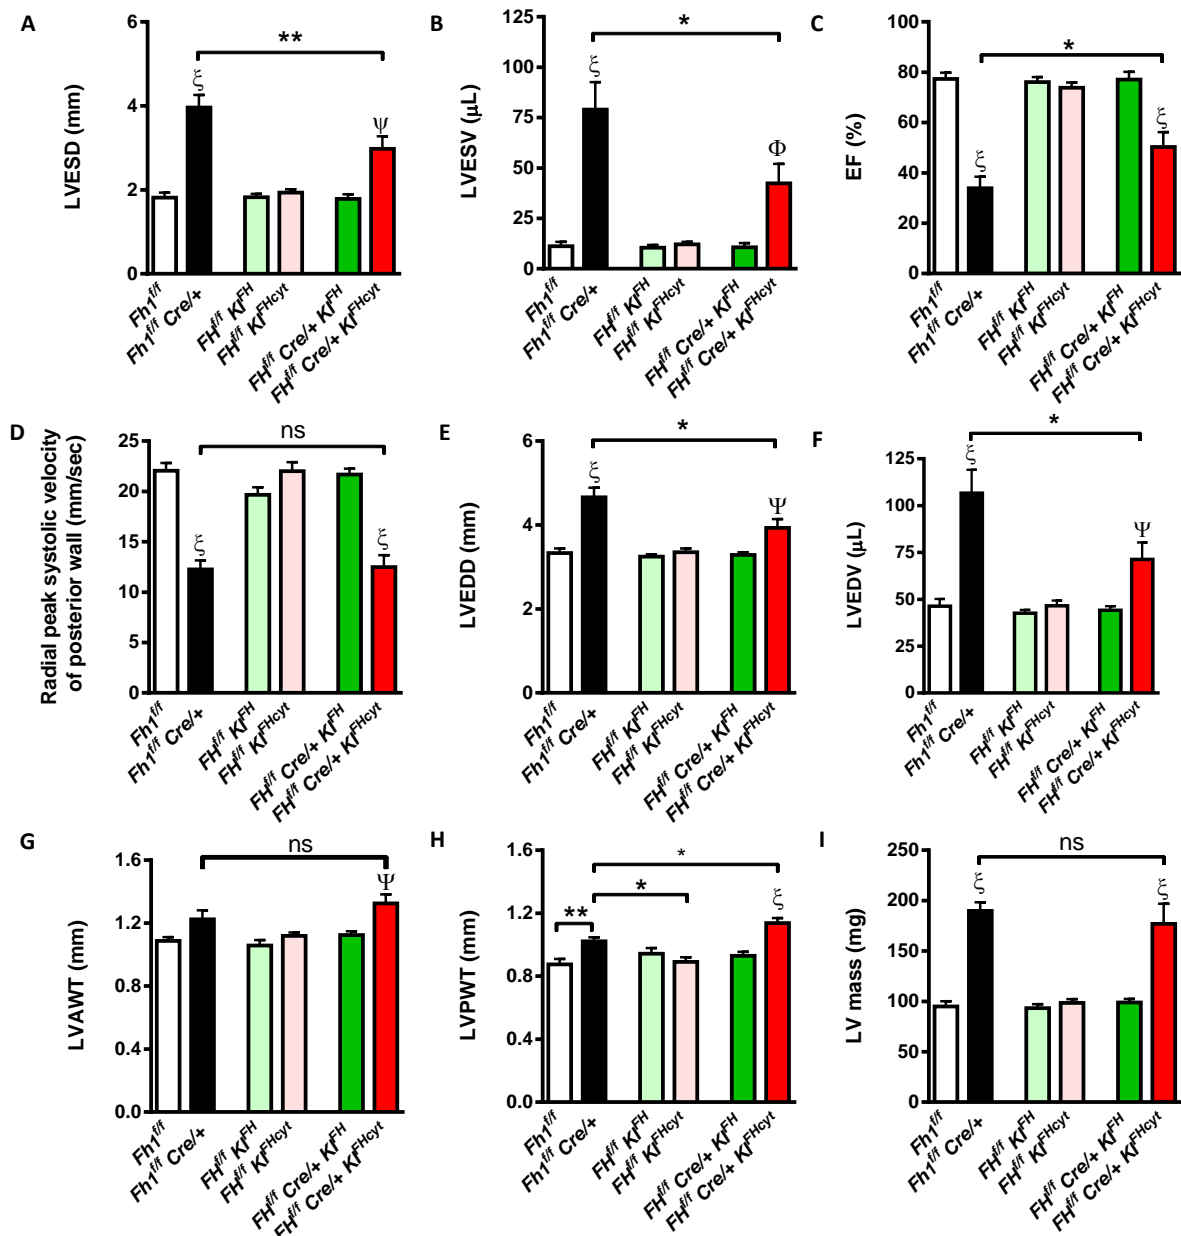 A
LVESD (mm)
6
4
2
0
**
ξ
ψ
Fh1f/f
Fh1f/f Cre/+
FHf/f KIFH
FHf/f KIFHcyt
FHf/f Cre/+ KIFH
FHf/f Cre/+ KIFHcyt
B
LVESV (μL)
125
100
75
50
25
0
*
ξ
Φ
Fh1f/f
Fh1f/f Cre/+
FHf/f KIFH
FHf/f KIFHcyt
FHf/f Cre/+ KIFH
FHf/f Cre/+ KIFHcyt
C
EF (%)
100
80
60
40
20
0
*
ξ
ξ
Fh1f/f
Fh1f/f Cre/+
FHf/f KIFH
FHf/f KIFHcyt
FHf/f Cre/+ KIFH
FHf/f Cre/+ KIFHcyt
D
Radial peak systolic velocity
of posterior wall (mm/sec)
25
20
15
10
5
0
ns
ξ
ξ
Fh1f/f
Fh1f/f Cre/+
FHf/f KIFH
FHf/f KIFHcyt
FHf/f Cre/+ KIFH
FHf/f Cre/+ KIFHcyt
E
LVEDD (mm)
6
4
2
0
*
ξ
Ψ
Fh1f/f
Fh1f/f Cre/+
FHf/f KIFH
FHf/f KIFHcyt
FHf/f Cre/+ KIFH
FHf/f Cre/+ KIFHcyt
F
LVEDV (μL)
125
100
75
50
25
0
*
ξ
Ψ
Fh1f/f
Fh1f/f Cre/+
FHf/f KIFH
FHf/f KIFHcyt
FHf/f Cre/+ KIFH
FHf/f Cre/+ KIFHcyt
G
LVAWT (mm)
1.6
1.2
0.8
0.4
0.0
ns
Ψ
Fh1f/f
Fh1f/f Cre/+
FHf/f KIFH
FHf/f KIFHcyt
FHf/f Cre/+ KIFH
FHf/f Cre/+ KIFHcyt
H
LVPWT (mm)
1.6
1.2
0.8
0.4
0.0
*
*
**
ξ
Fh1f/f
Fh1f/f Cre/+
FHf/f KIFH
FHf/f KIFHcyt
FHf/f Cre/+ KIFH
FHf/f Cre/+ KIFHcyt
I
LV mass (mg)
250
200
150
100
50
0
ns
ξ
ξ
Fh1f/f
Fh1f/f Cre/+
FHf/f KIFH
FHf/f KIFHcyt
FHf/f Cre/+ KIFH
FHf/f Cre/+ KIFHcyt